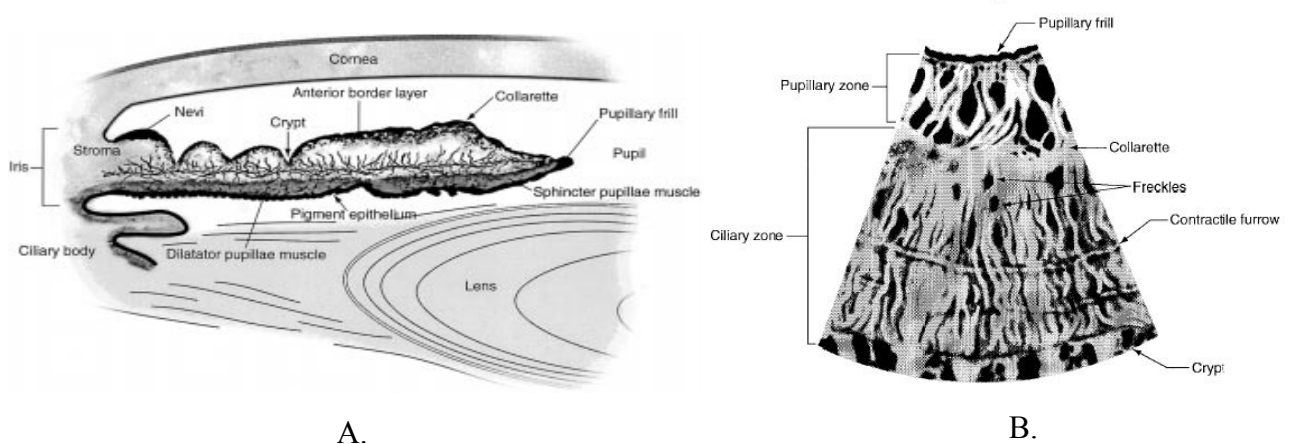 Cornea
Nevi
Anterior border layer
Collarette
Crypt
Pupillary frill
Stroma
Iris
Pupil
Sphincter pupillae muscle
Pigment epithelium
Ciliary body
Dilatator pupillae muscle
Lens
A.
Pupillary frill
Pupillary zone
Collarette
Freckles
Contractile furrow
Ciliary zone
Crypt
B.